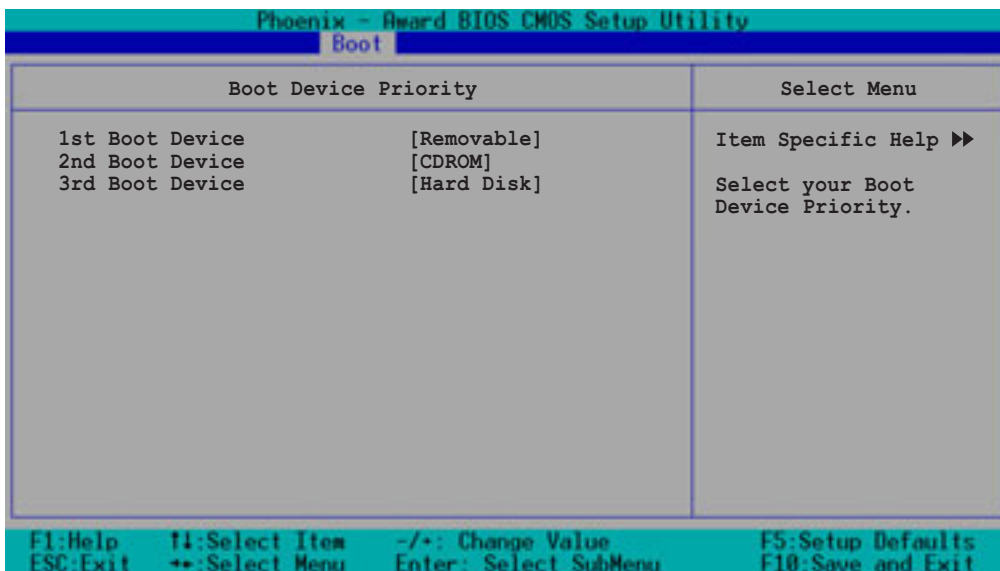 Phoenix - Award BIOS CMOS Setup Utility
Boot
Boot Device Priority
Select Menu
1st Boot Device [Removable]
2nd Boot Device [CDROM]
3rd Boot Device [Hard Disk]
Item Specific Help ▶▶
Select your Boot
Device Priority.
F1:Help ↑↓:Select Item -/+: Change Value F5:Setup Defaults
ESC:Exit ←→:Select Menu Enter: Select SubMenu F10:Save and Exit